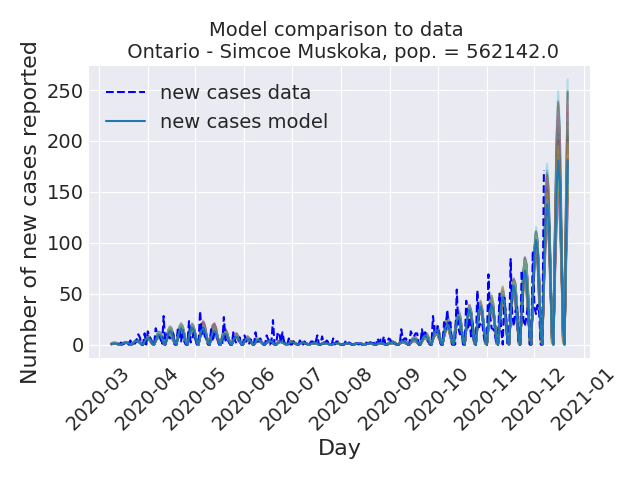 Model comparison to data
Ontario - Simcoe Muskoka, pop. = 562142.0
new cases data
new cases model
Number of new cases reported
250
200
150
100
50
0
2020-03
2020-04
2020-05
2020-06
2020-07
2020-08
2020-09
2020-10
2020-11
2020-12
2021-01
Day